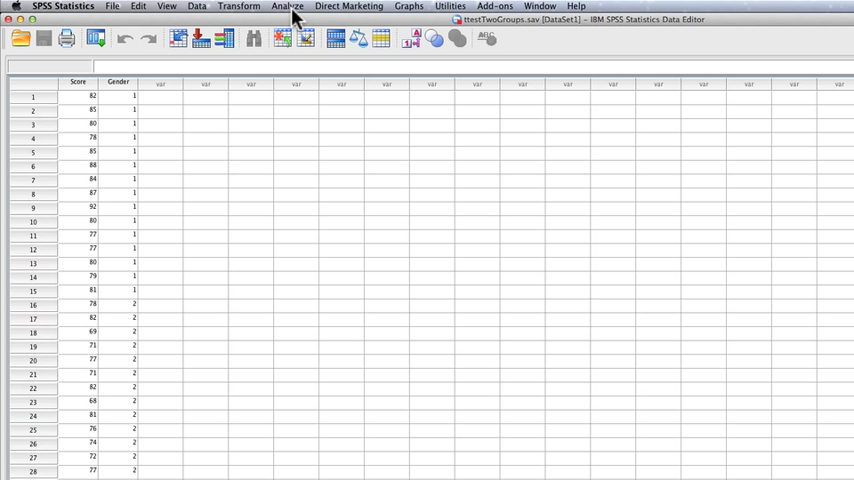 SPSS Statistics File Edit View Data Transform Analyze Direct Marketing Graphs Utilities Add-ons Window Help
ttestTwoGroups.sav [DataSet1] – IBM SPSS Statistics Data Editor
Score Gender var var var var var var var var var var var var var var var var
1 82 1
2 85 1
3 80 1
4 78 1
5 85 1
6 88 1
7 84 1
8 87 1
9 92 1
10 80 1
11 77 1
12 77 1
13 80 1
14 79 1
15 81 1
16 78 2
17 82 2
18 69 2
19 71 2
20 77 2
21 71 2
22 82 2
23 68 2
24 81 2
25 76 2
26 74 2
27 72 2
28 77 2